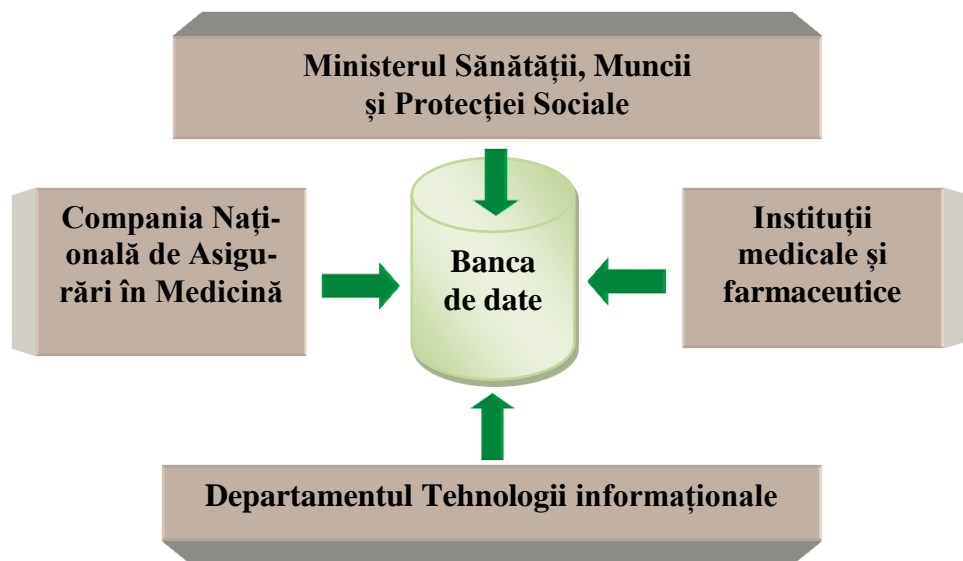 Ministerul Sănătății, Muncii
și Protecției Sociale
Compania Nați-
onală de Asigu-
rări în Medicină
Banca
de date
Instituții
medicale și
farmaceutice
Departamentul Tehnologii informaționale